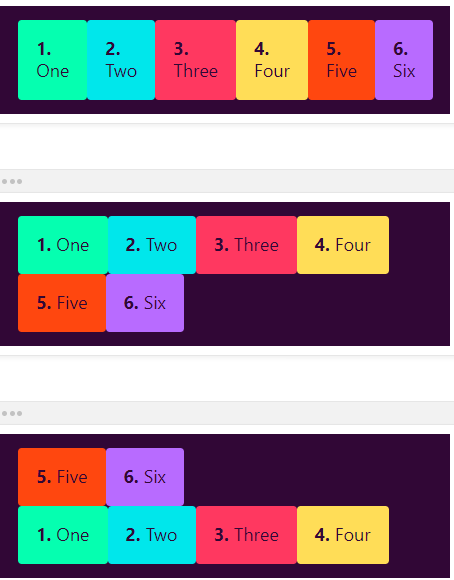 1. 2. 3. 4. 5. 6.
One Two Three Four Five Six
1. One 2. Two 3. Three 4. Four
5. Five 6. Six
5. Five 6. Six
1. One 2. Two 3. Three 4. Four